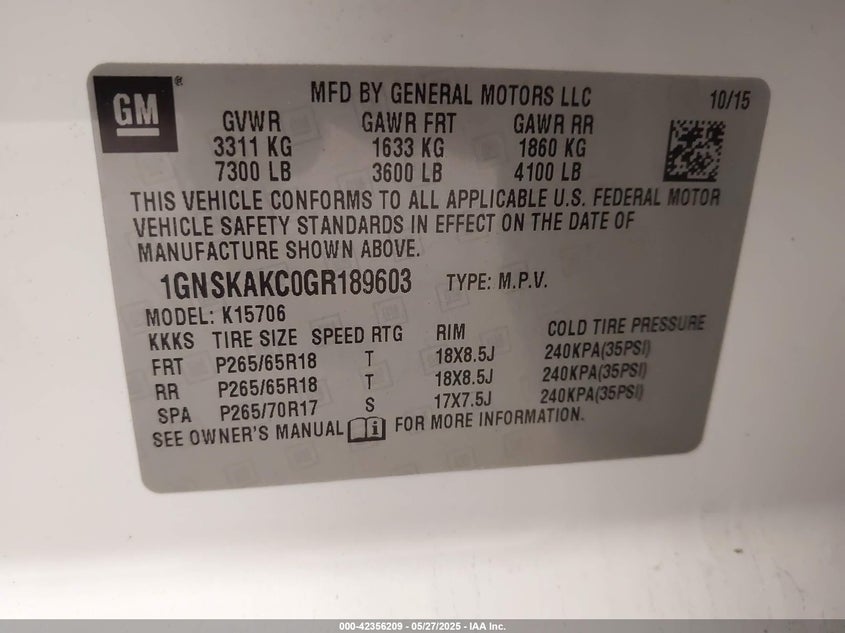 GM ®
MFD BY GENERAL MOTORS LLC 10/15
GVWR GAWR FRT GAWR RR
3311 KG 1633 KG 1860 KG
7300 LB 3600 LB 4100 LB
THIS VEHICLE CONFORMS TO ALL APPLICABLE U.S. FEDERAL MOTOR
VEHICLE SAFETY STANDARDS IN EFFECT ON THE DATE OF
MANUFACTURE SHOWN ABOVE.
1GNSKAKC0GR189603 TYPE: M.P.V.
MODEL: K15706
KKKS TIRE SIZE SPEED RTG RIM COLD TIRE PRESSURE
FRT P265/65R18 T 18X8.5J 240KPA(35PSI)
RR P265/65R18 T 18X8.5J 240KPA(35PSI)
SPA P265/70R17 S 17X7.5J 240KPA(35PSI)
SEE OWNER'S MANUAL i FOR MORE INFORMATION.
000-42356209 - 05/27/2025 - IAA Inc.